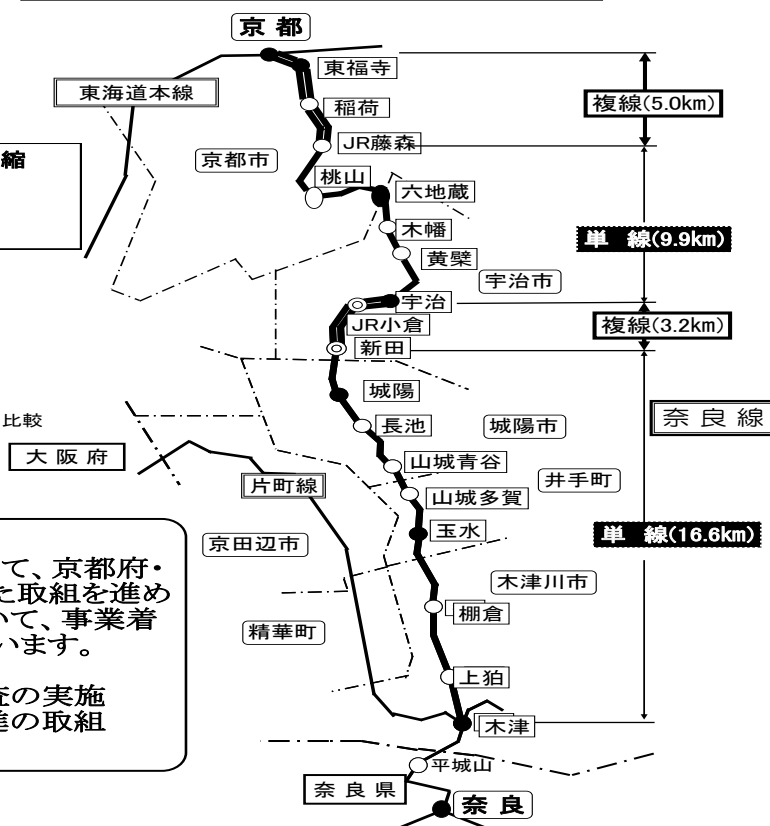 京都
東福寺
東海道本線
稲荷
複線(5.0km)
JR藤森
縮
京都市
桃山
六地蔵
木幡
単 線(9.9km)
黄檗
宇治市
宇治
JR小倉
複線(3.2km)
新田
城陽
比較
長池
城陽市
奈良線
大阪府
山城青谷
片町線
井手町
山城多賀
京田辺市
玉水
単 線(16.6km)
て、京都府・
た取組を進め
いて、事業着
います。
査の実施
進の取組
木津川市
棚倉
精華町
上狛
木津
平城山
奈良県
奈良